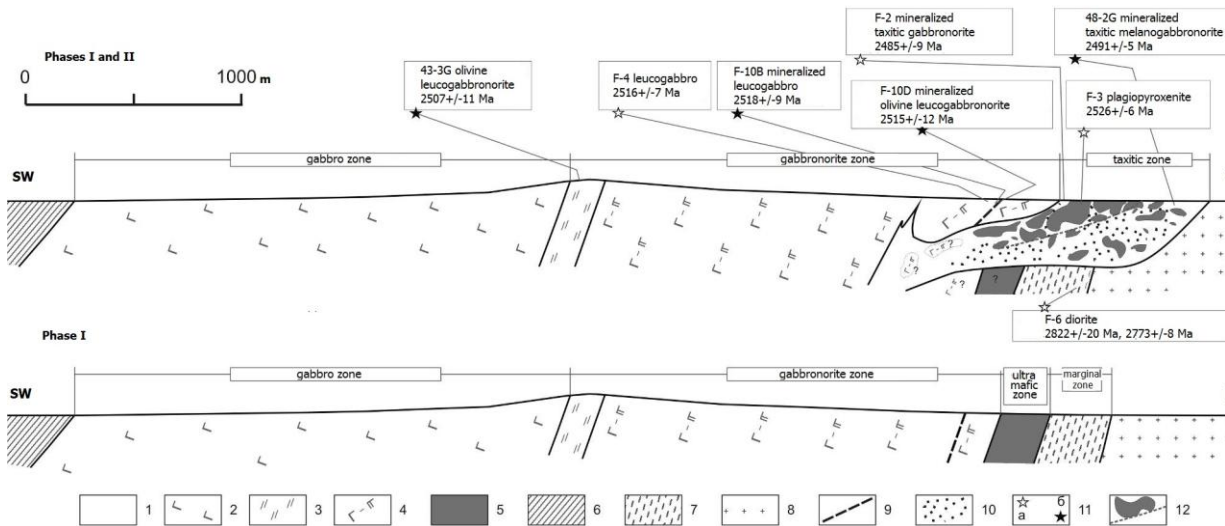 Phases I and II
0 1000 m
43-3G olivine
leucogabbronorite
2507+/-11 Ma
F-4 leucogabbro
2516+/-7 Ma
F-10B mineralized
leucogabbro
2518+/-9 Ma
F-2 mineralized
taxitic gabbronorite
2485+/-9 Ma
48-2G mineralized
taxitic melanogabbronorite
2491+/-5 Ma
F-10D mineralized
olivine leucogabbronorite
2515+/-12 Ma
F-3 plagiopyroxenite
2526+/-6 Ma
SW
gabbro zone
gabbronorite zone
taxitic zone
?
?
?
?
F-6 diorite
2822+/-20 Ma, 2773+/-8 Ma
Phase I
SW
gabbro zone
gabbronorite zone
ultra
mafic
zone
marginal
zone
1 2 3 4 5 6 7 8 9 10 а б 11 12